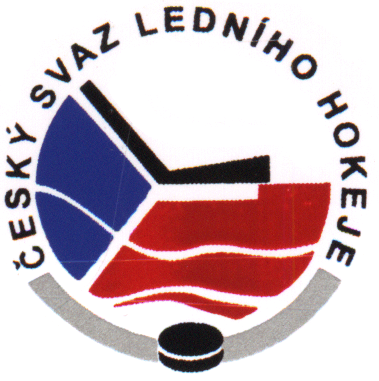 ČESKÝ SVAZ LEDNÍHO HOKEJE